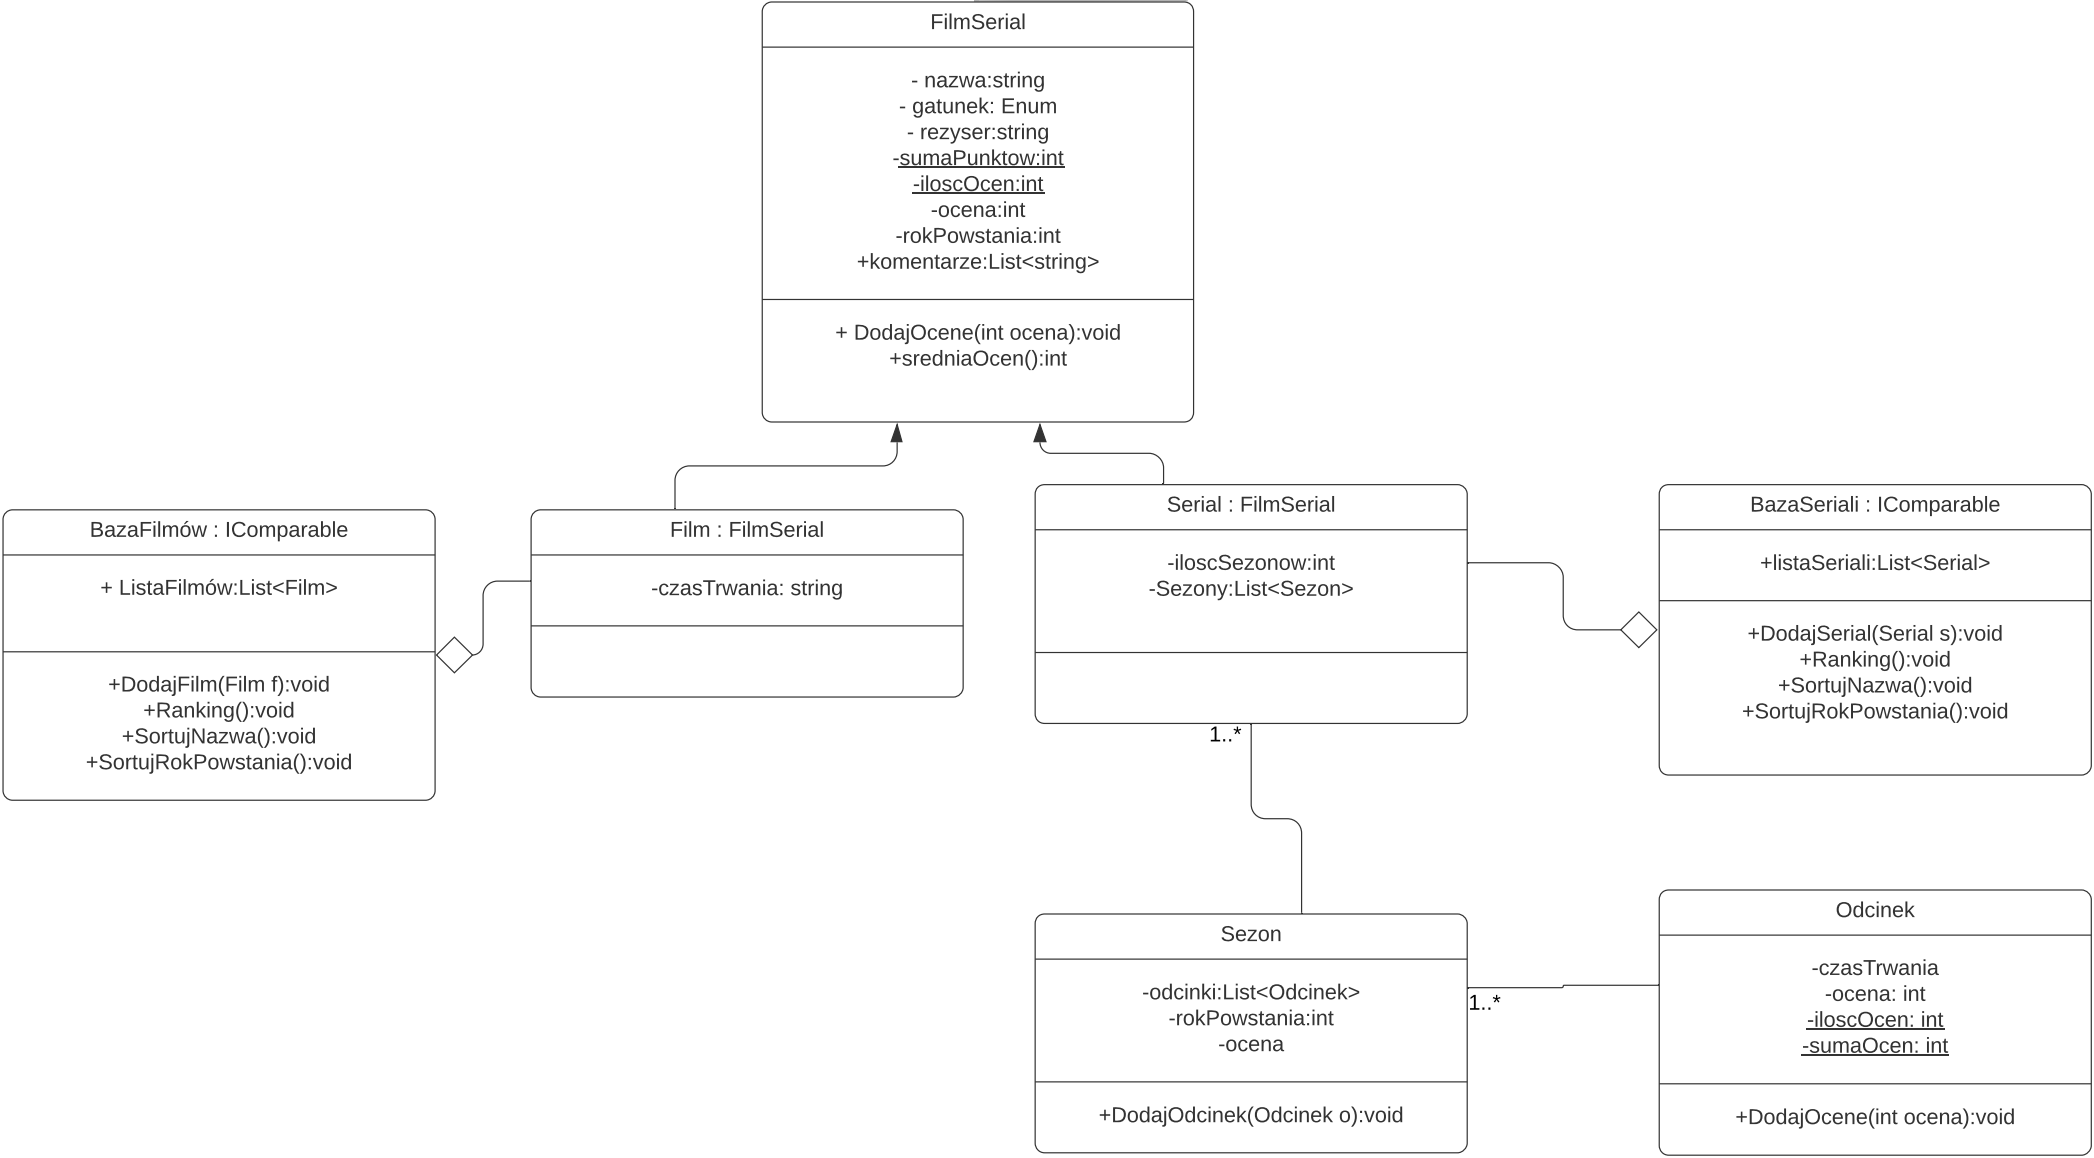 FilmSerial
- nazwa:string
- gatunek: Enum
- rezyser:string
-sumaPunktow:int
-iloscOcen:int
-ocena:int
-rokPowstania:int
+komentarze:List<string>
+ DodajOcene(int ocena):void
+sredniaOcen():int
BazaFilmów : IComparable
+ ListaFilmów:List<Film>
+DodajFilm(Film f):void
+Ranking():void
+SortujNazwa():void
+SortujRokPowstania():void
Film : FilmSerial
-czasTrwania: string
Serial : FilmSerial
-iloscSezonow:int
-Sezony:List<Sezon>
1..*
BazaSeriali : IComparable
+listaSeriali:List<Serial>
+DodajSerial(Serial s):void
+Ranking():void
+SortujNazwa():void
+SortujRokPowstania():void
Sezon
-odcinki:List<Odcinek>
-rokPowstania:int
-ocena
+DodajOdcinek(Odcinek o):void
1..*
Odcinek
-czasTrwania
-ocena: int
-iloscOcen: int
-sumaOcen: int
+DodajOcene(int ocena):void